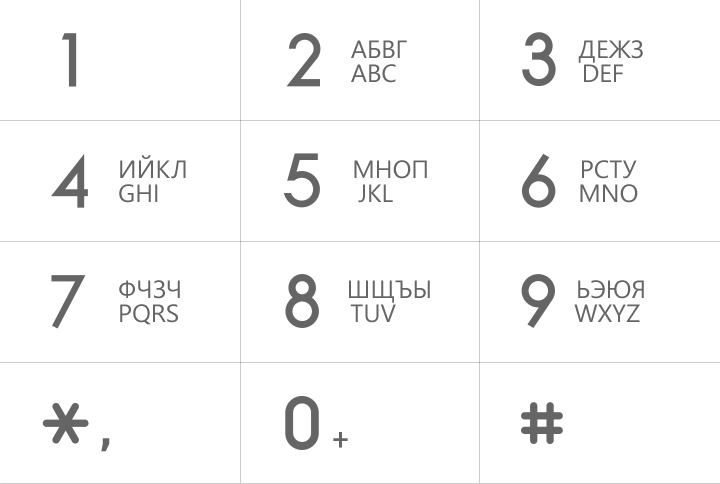 1
2 АБВГ
ABC
3 ДЕЖЗ
DEF
4 ИЙКЛ
GHI
5 МНОП
JKL
6 РСТУ
MNO
7 ФЧЗЧ
PQRS
8 ШЩЪЫ
TUV
9 ЬЭЮЯ
WXYZ
* ,
0 +
#